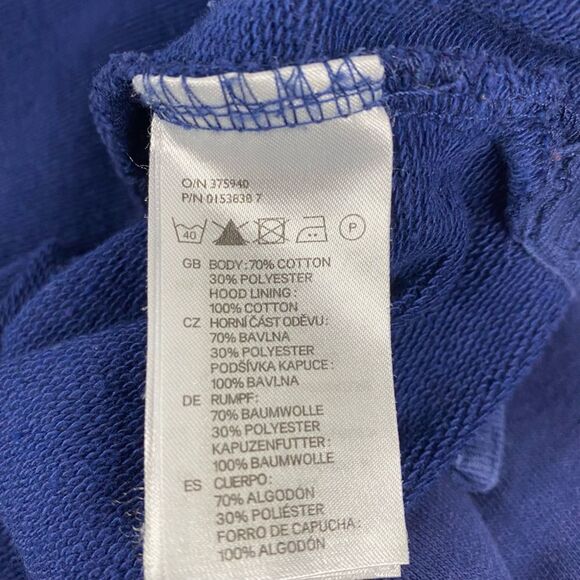 O/N 375940
P/N 0153838 7
40 P
GB BODY: 70% COTTON
30% POLYESTER
HOOD LINING:
100% COTTON
CZ HORNÍ ČÁST ODĚVU:
70% BAVLNA
30% POLYESTER
PODŠÍVKA KAPUCE:
100% BAVLNA
DE RUMPF:
70% BAUMWOLLE
30% POLYESTER
KAPUZENFUTTER:
100% BAUMWOLLE
ES CUERPO:
70% ALGODÓN
30% POLIÉSTER
FORRO DE CAPUCHA:
100% ALGODÓN